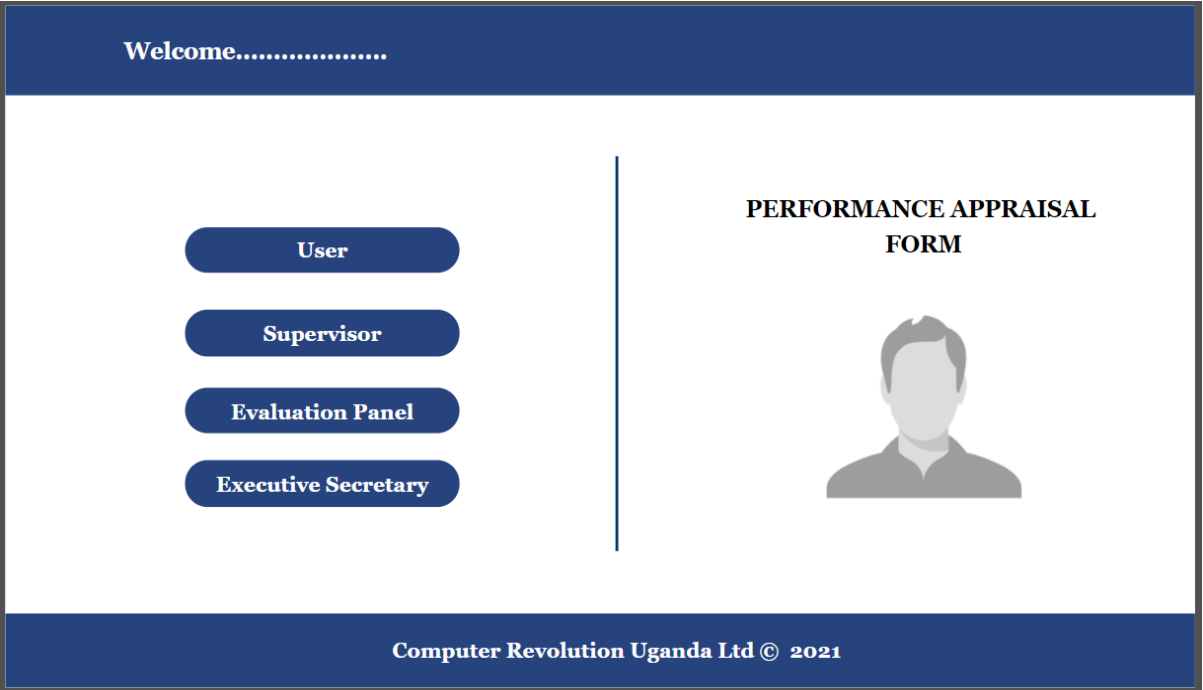 Welcome....................
User
Supervisor
Evaluation Panel
Executive Secretary
PERFORMANCE APPRAISAL
FORM
Computer Revolution Uganda Ltd © 2021